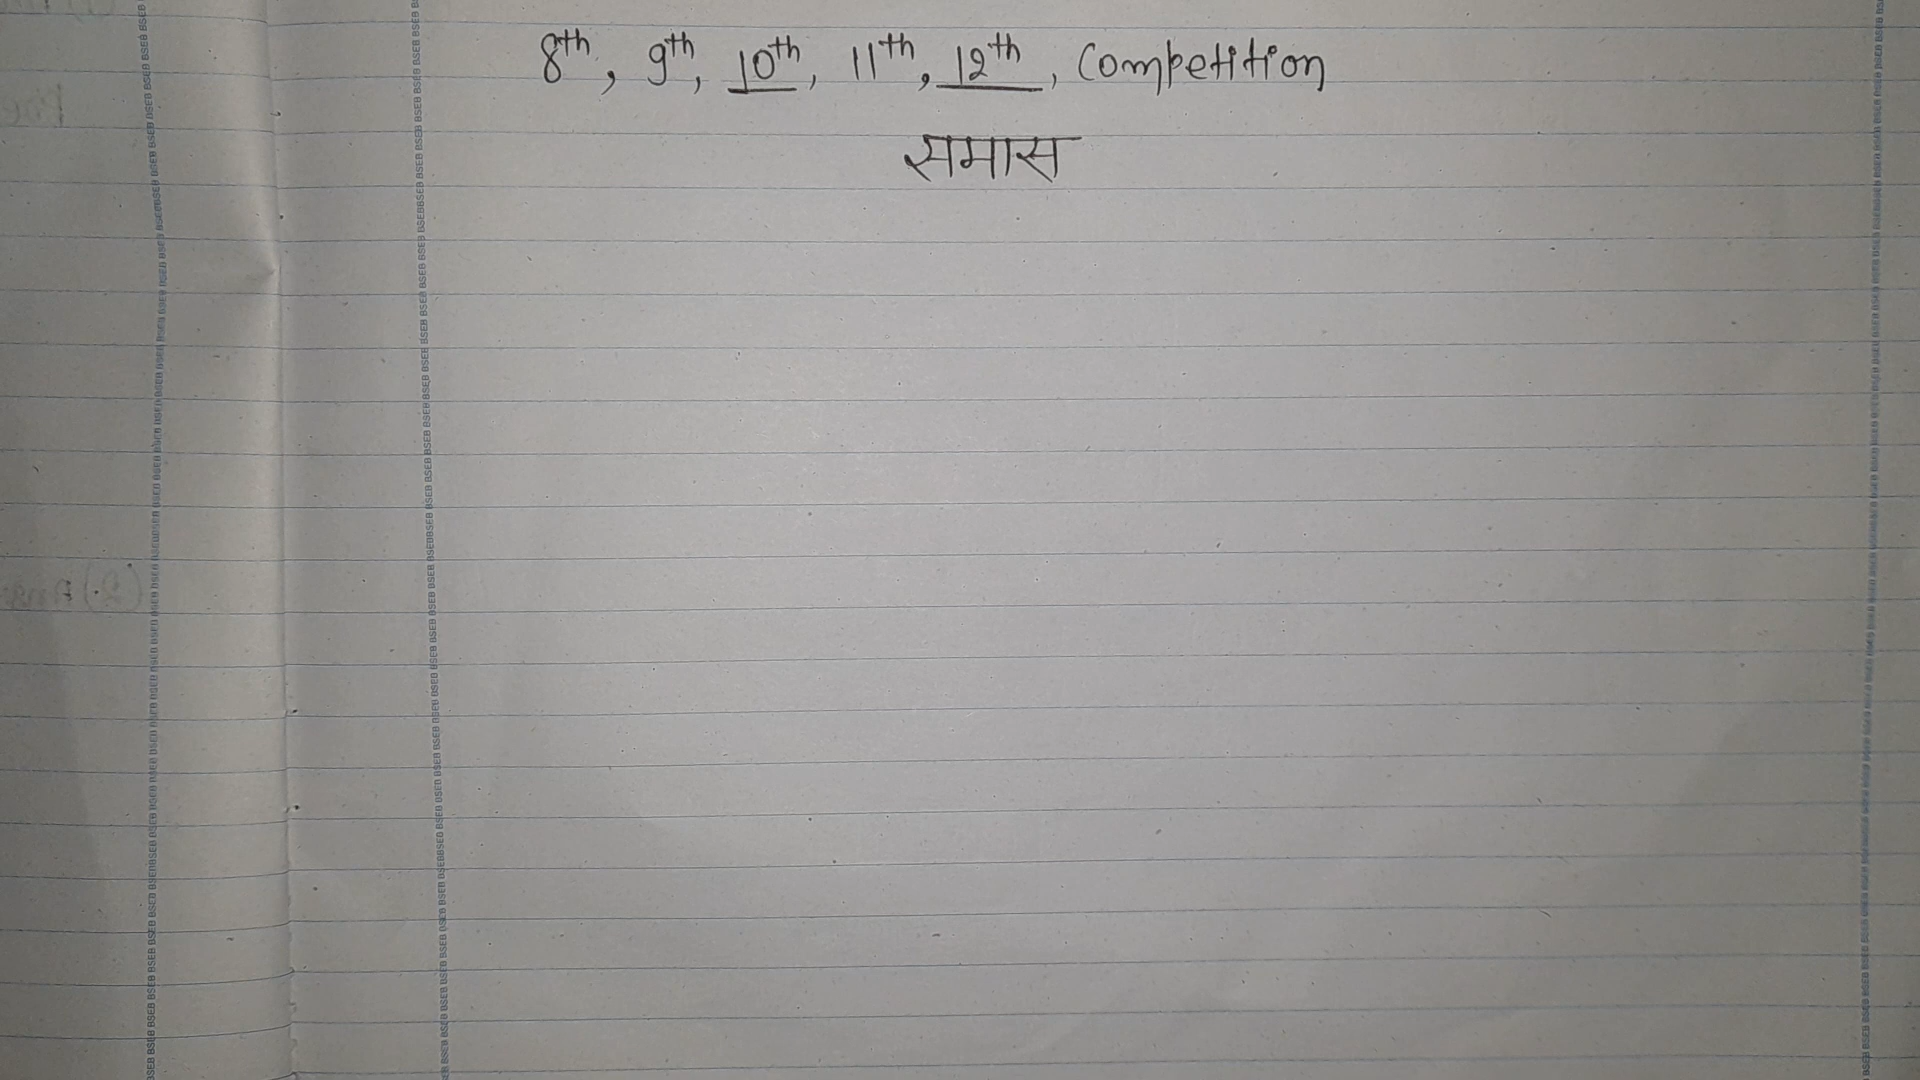 8th, 9th, 10th, 11th, 12th, Competition
समास